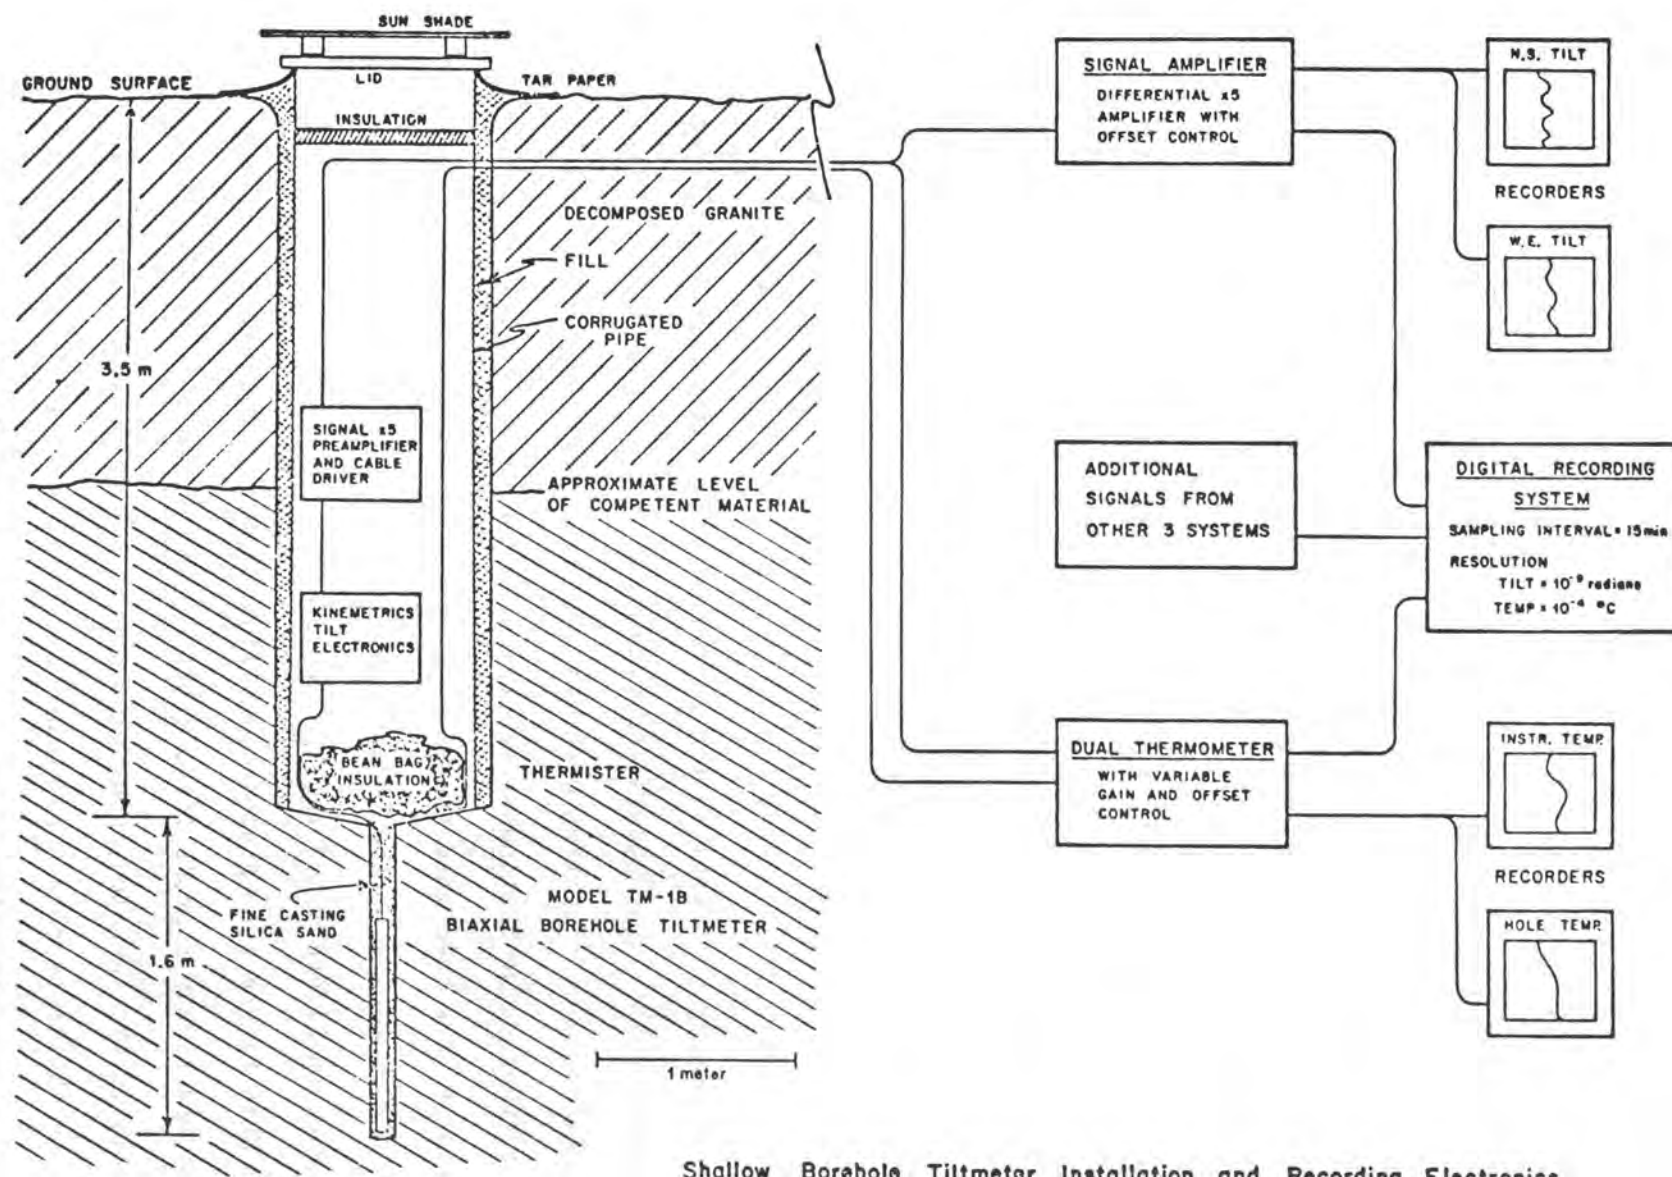 SUN SHADE
LID
GROUND SURFACE
TAR PAPER
INSULATION
DECOMPOSED GRANITE
FILL
CORRUGATED
PIPE
3.5 m
SIGNAL x5
PREAMPLIFIER
AND CABLE
DRIVER
APPROXIMATE LEVEL
OF COMPETENT MATERIAL
KINEMETRICS
TILT
ELECTRONICS
BEAN BAG
INSULATION
THERMISTER
FINE CASTING
SILICA SAND
MODEL TM-1B
BIAXIAL BOREHOLE TILTMETER
1.6 m
1 meter
SIGNAL AMPLIFIER
DIFFERENTIAL x5
AMPLIFIER WITH
OFFSET CONTROL
N.S. TILT
RECORDERS
W.E. TILT
ADDITIONAL
SIGNALS FROM
OTHER 3 SYSTEMS
DIGITAL RECORDING
SYSTEM
SAMPLING INTERVAL = 15min
RESOLUTION
TILT = 10⁻⁹ radians
TEMP = 10⁻⁴ °C
DUAL THERMOMETER
WITH VARIABLE
GAIN AND OFFSET
CONTROL
INSTR. TEMP.
RECORDERS
HOLE TEMP.
Shallow Borehole Tiltmeter Installation and Recording Electronics